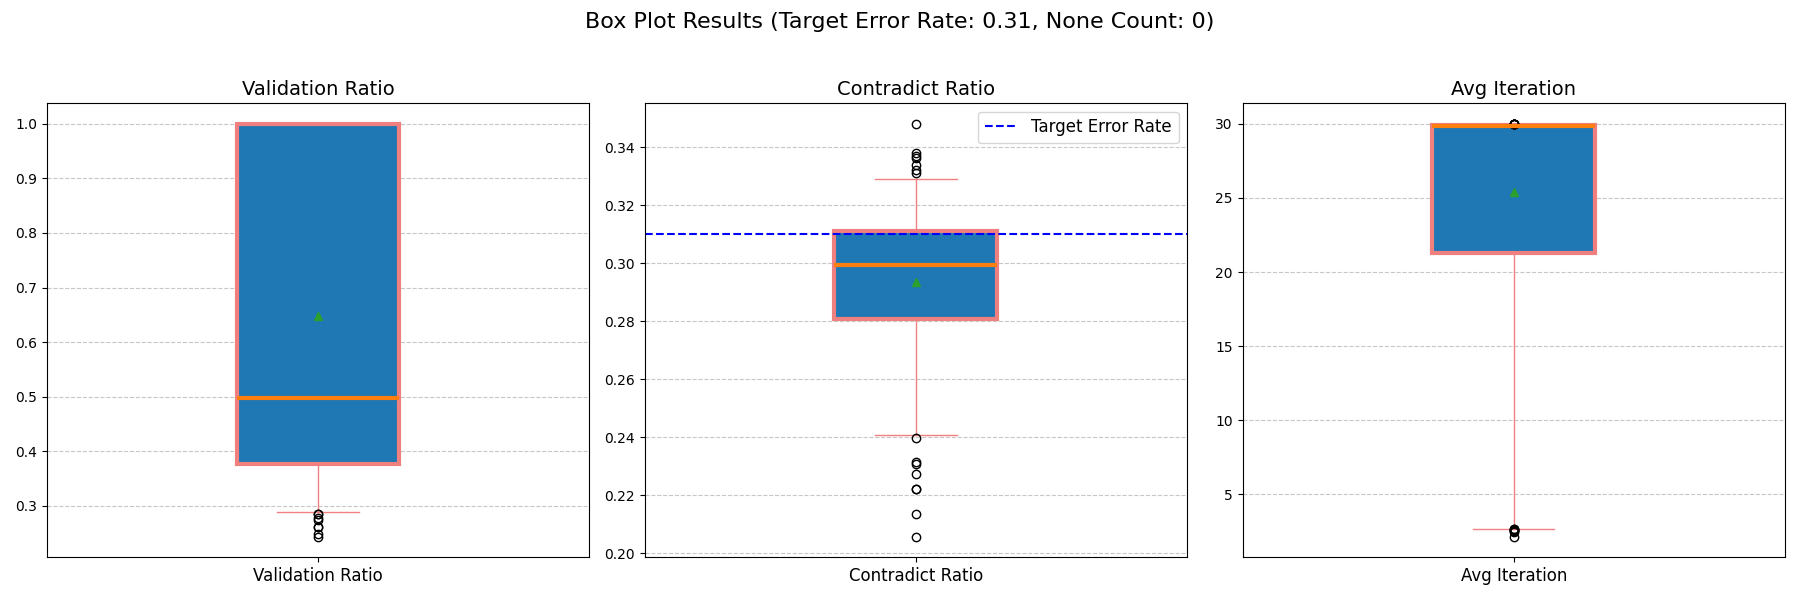 Box Plot Results (Target Error Rate: 0.31, None Count: 0)
Validation Ratio
1.0
0.9
0.8
0.7
0.6
0.5
0.4
0.3
Validation Ratio
Contradict Ratio
Target Error Rate
0.34
0.32
0.30
0.28
0.26
0.24
0.22
0.20
Contradict Ratio
Avg Iteration
30
25
20
15
10
5
Avg Iteration